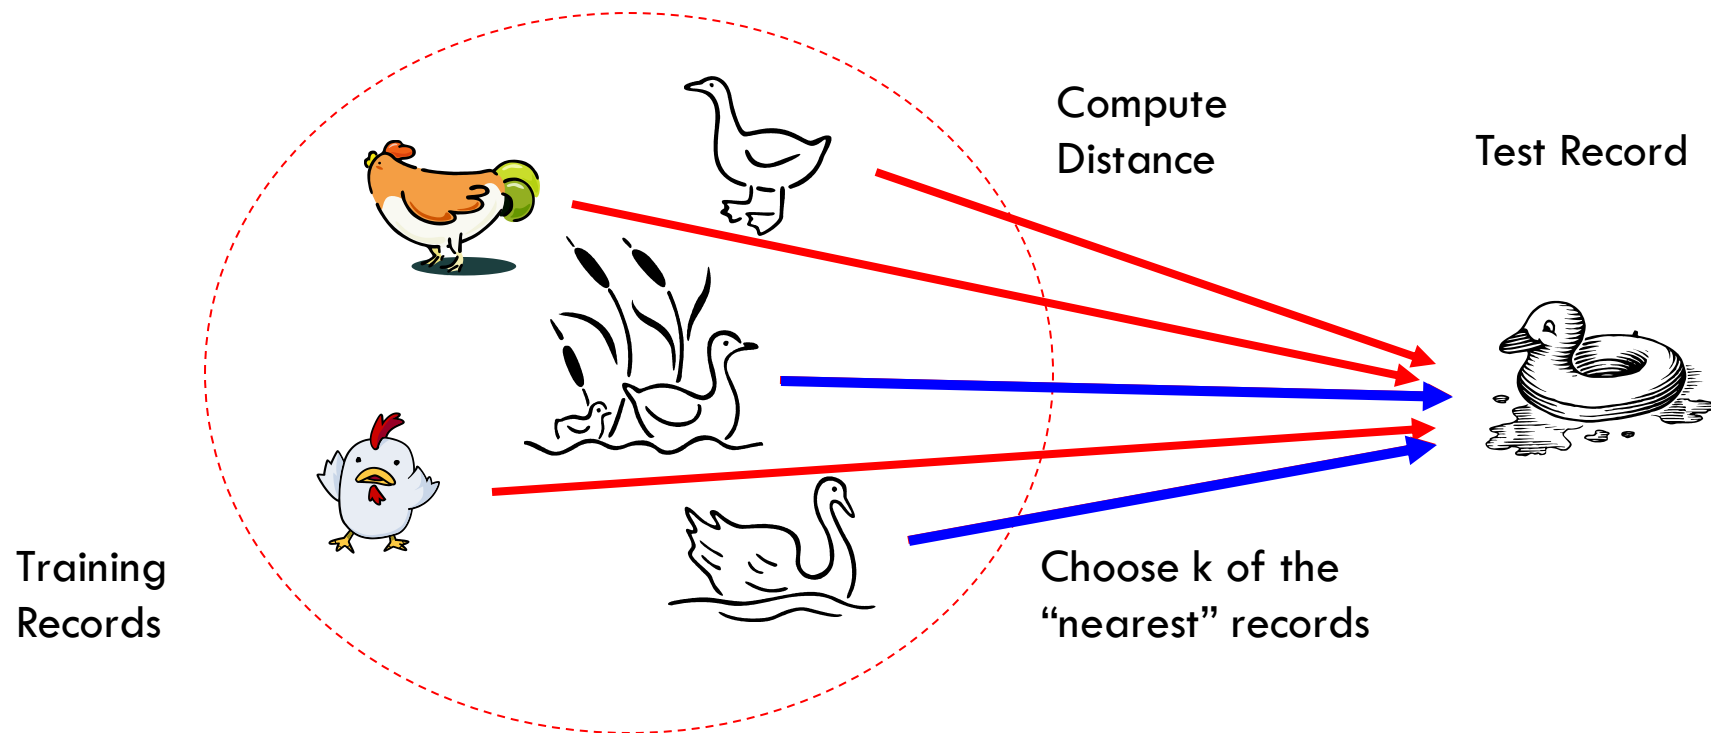 Compute
Distance
Test Record
Training
Records
Choose k of the
“nearest” records